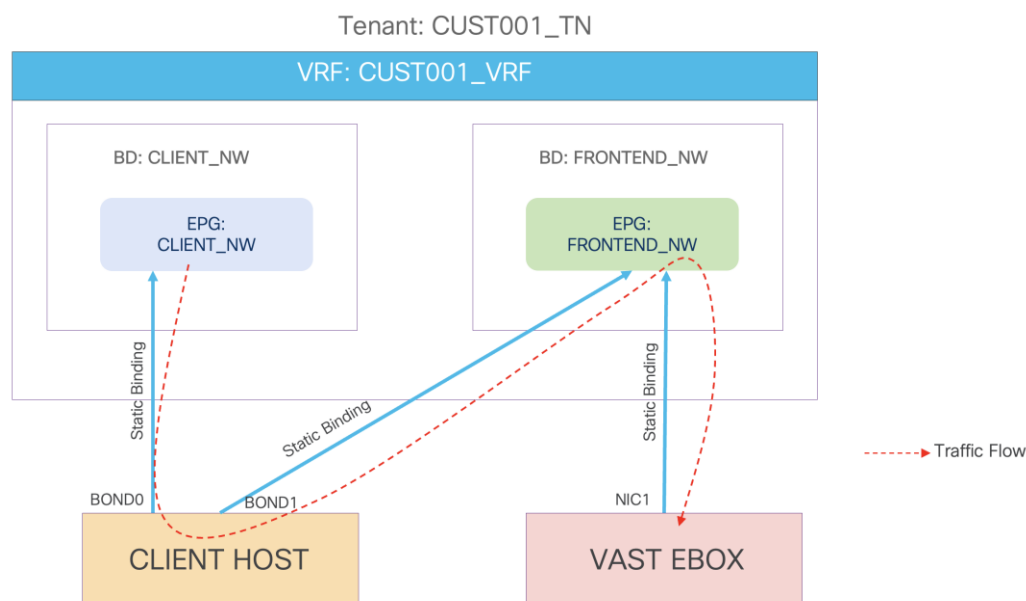 Tenant: CUST001_TN
VRF: CUST001_VRF
BD: CLIENT_NW
BD: FRONTEND_NW
EPG:
CLIENT_NW
EPG:
FRONTEND_NW
Static Binding
Static Binding
Static Binding
Traffic Flow
BOND0
BOND1
NIC1
CLIENT HOST
VAST EBOX